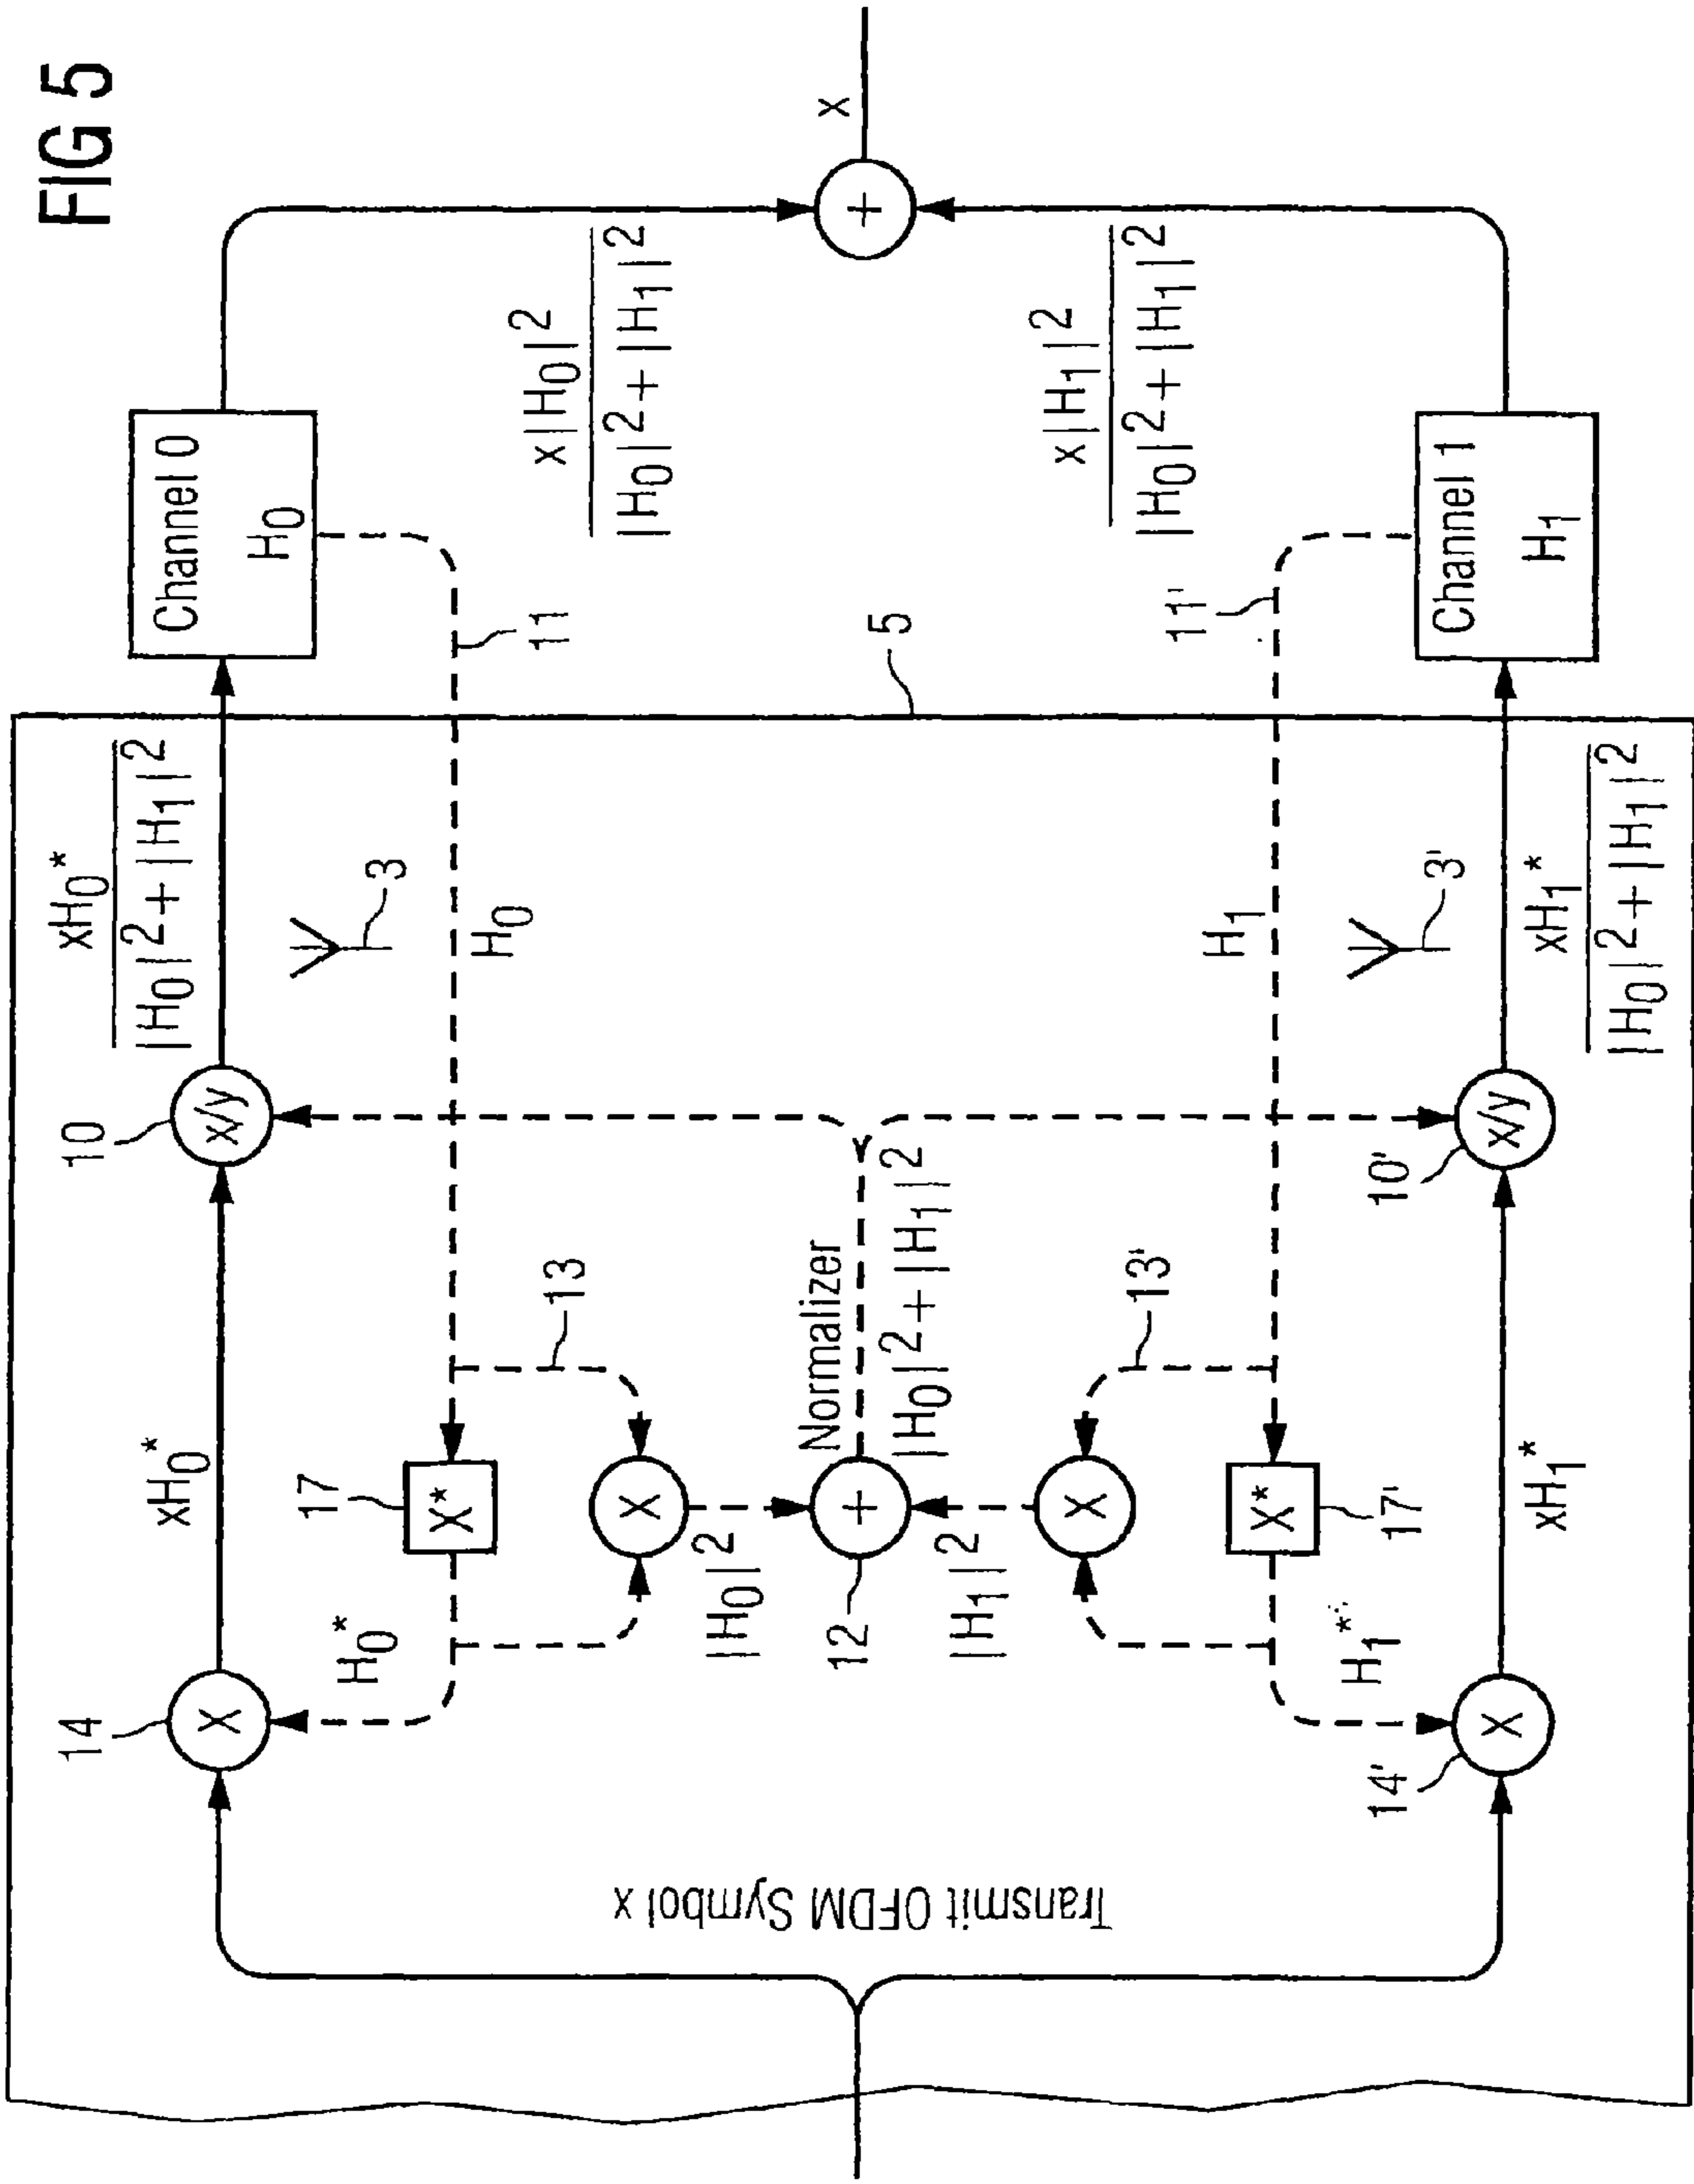 FIG 5
Transmit OFDM Symbol x
14
X
xH₀*
10
x/y
xH₀*
|H₀|²+|H₁|²
Channel 0
H₀
H₀*
17
X*
13
H₀
3
11
x|H₀|²
|H₀|²+|H₁|²
X
|H₀|²
12
+
Normalizer
|H₀|²+|H₁|²
5
+
x
|H₁|²
X
13'
H₁
3'
11'
x|H₁|²
|H₀|²+|H₁|²
H₁*
X*
17'
14'
X
xH₁*
10'
x/y
xH₁*
|H₀|²+|H₁|²
Channel 1
H₁